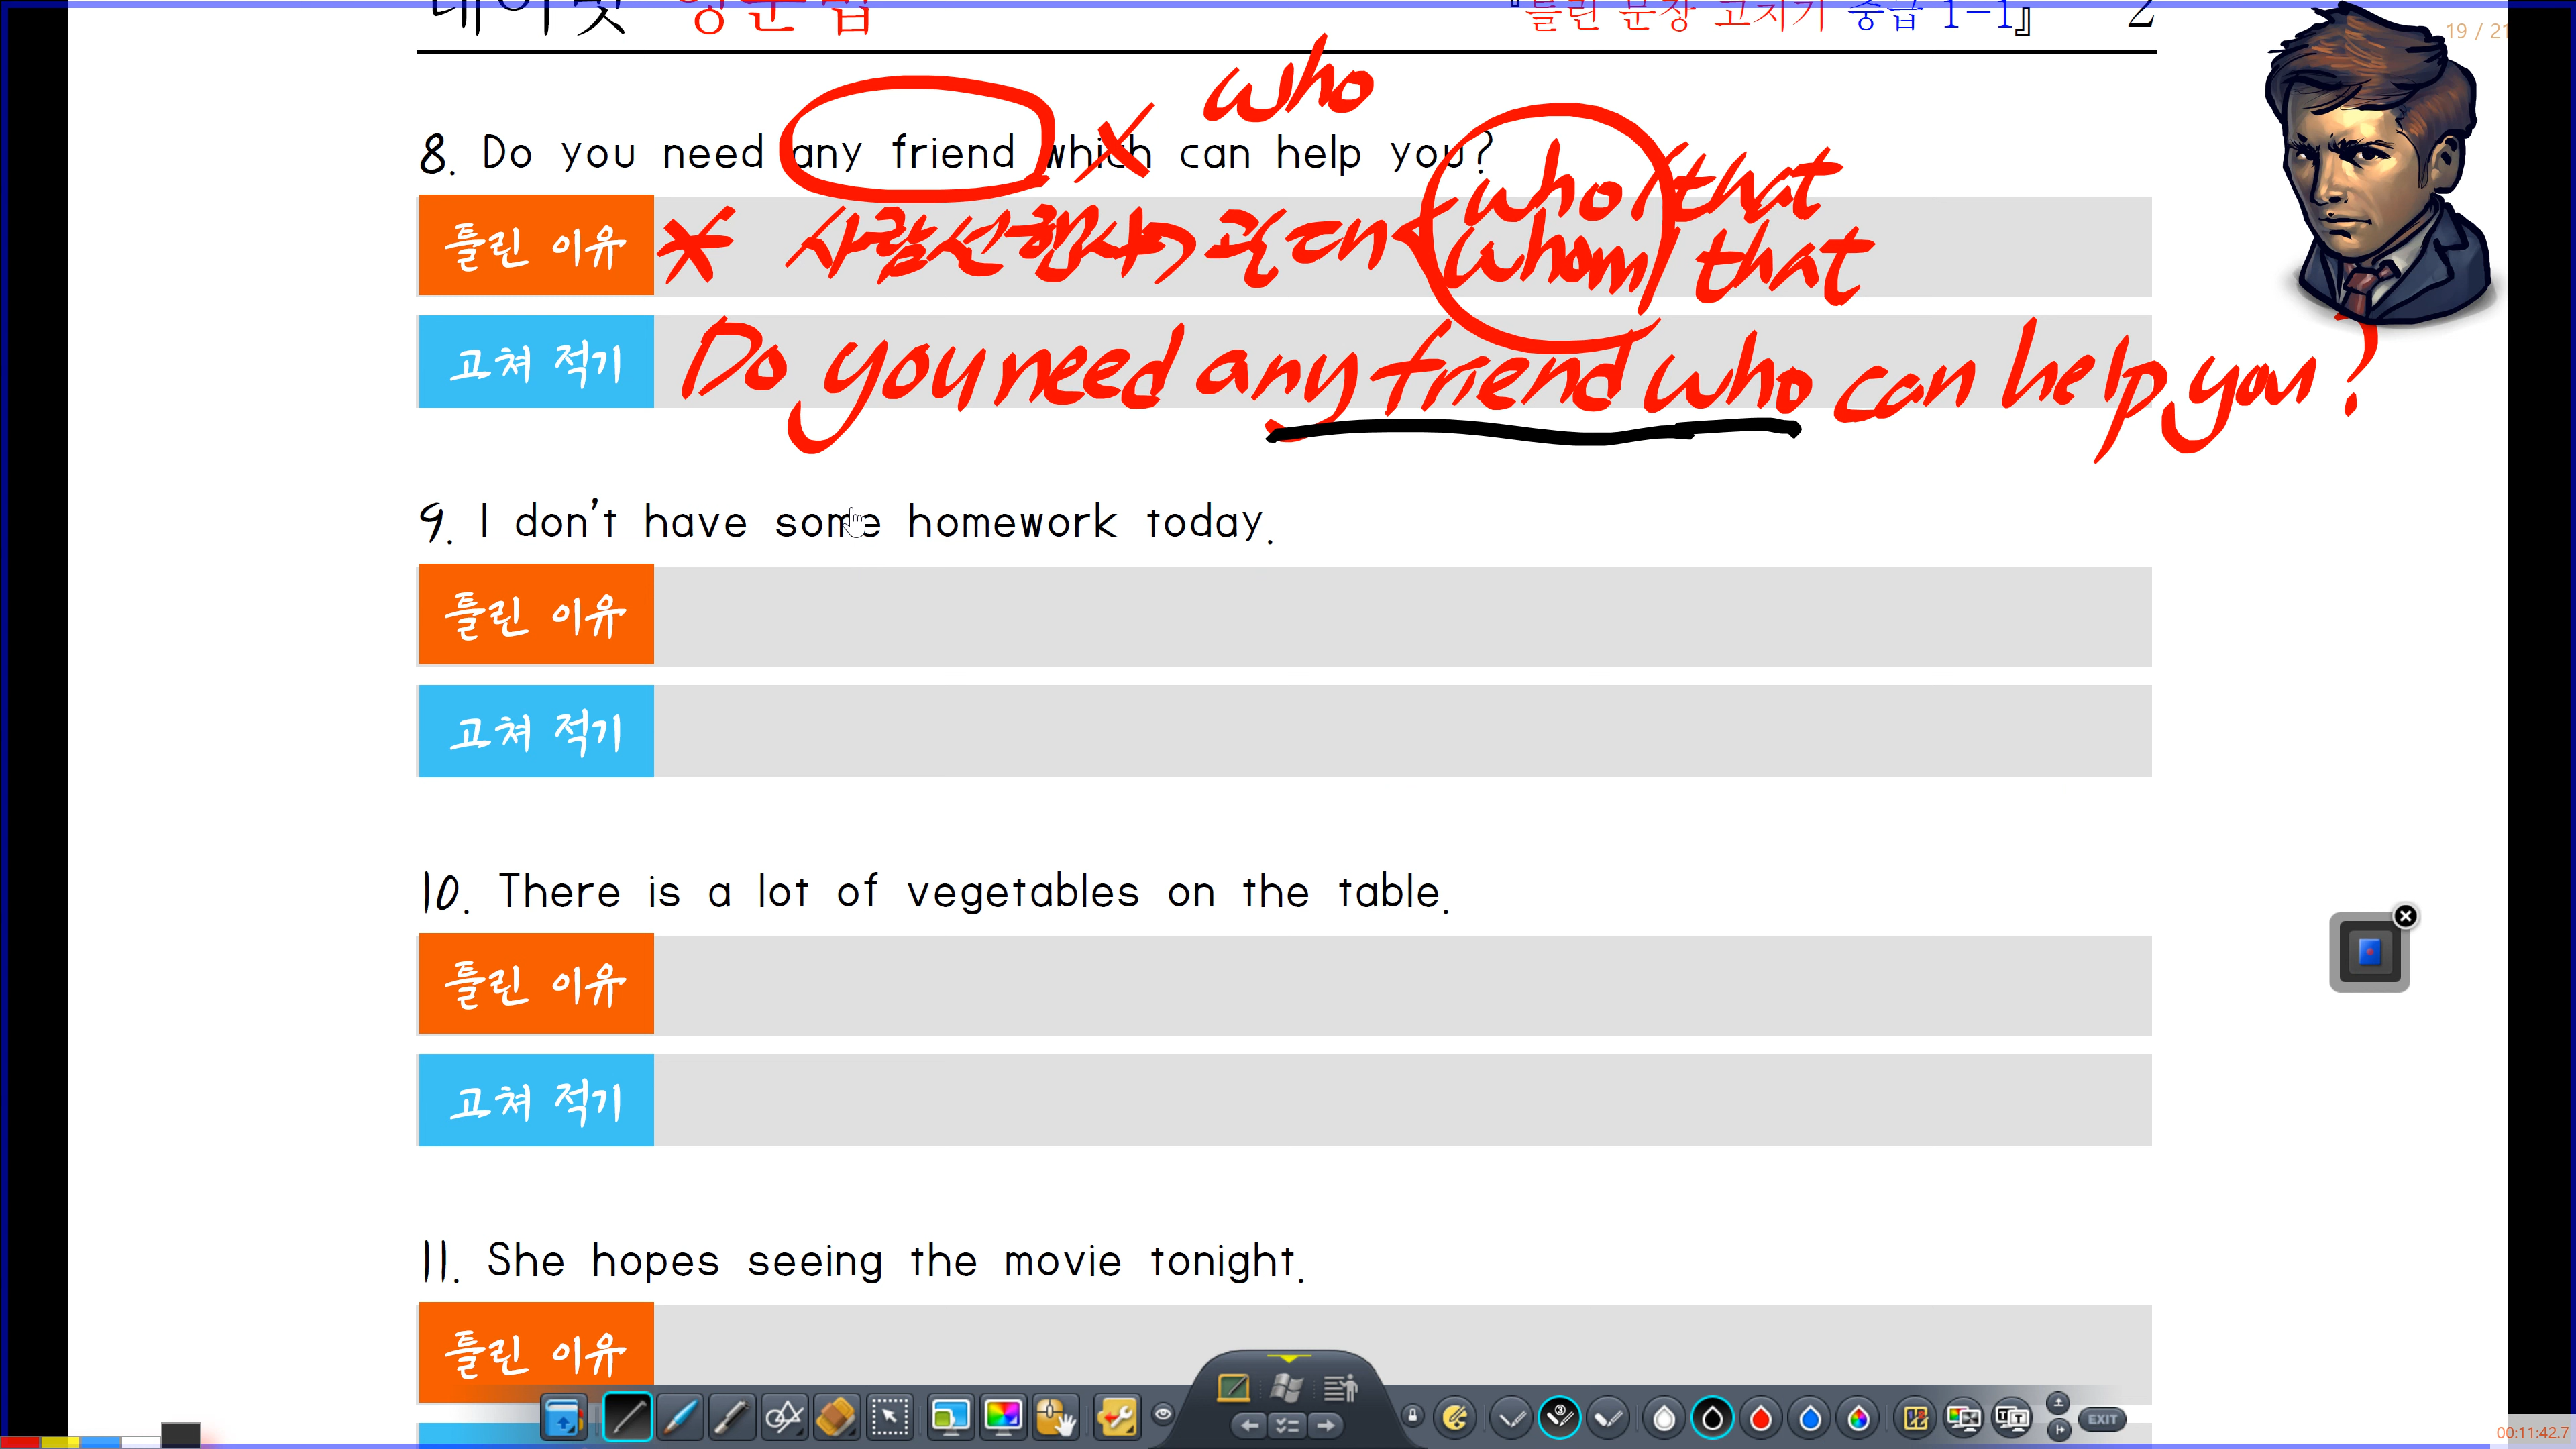 영문법 『틀린 문장 고치기 중급 1-1』 2
19 / 21
who
8. Do you need any friend which can help you?
who/that
틀린 이유 사람선행사 관대
whom/that
고쳐 적기 Do you need any friend who can help you?
9. I don't have some homework today.
틀린 이유
고쳐 적기
10. There is a lot of vegetables on the table.
틀린 이유
고쳐 적기
11. She hopes seeing the movie tonight.
틀린 이유
EXIT
00:11:42.7